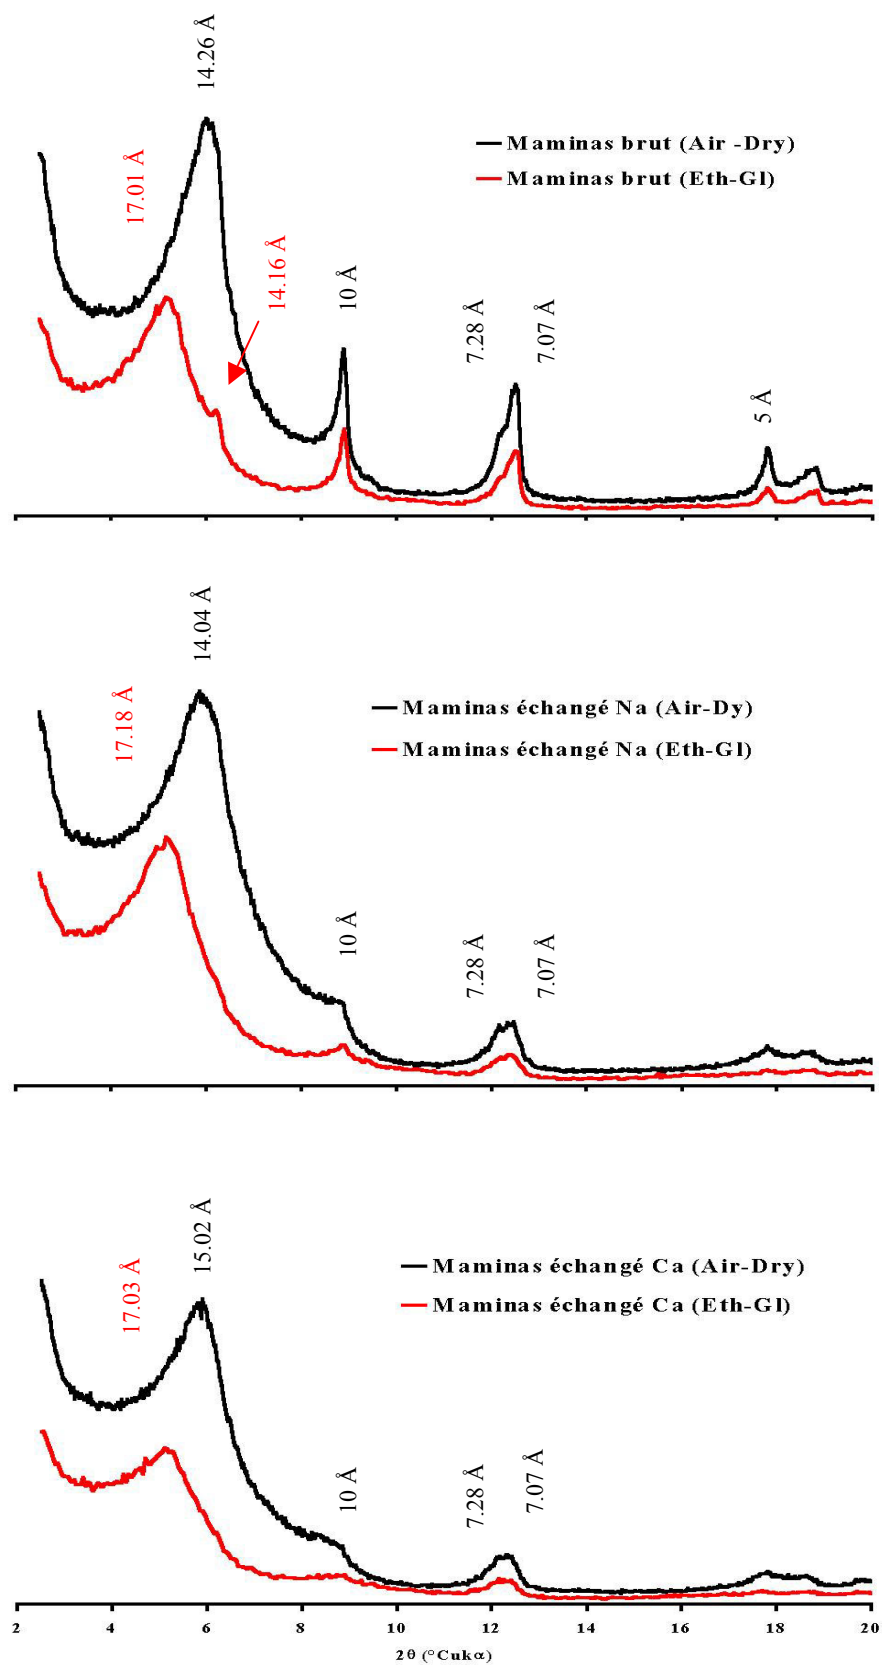 14.26 Å
17.01 Å
14.16 Å
10 Å
7.28 Å
7.07 Å
5 Å
Maminas brut (Air -Dry)
Maminas brut (Eth-Gl)
14.04 Å
17.18 Å
10 Å
7.28 Å
7.07 Å
Maminas échangé Na (Air-Dy)
Maminas échangé Na (Eth-Gl)
15.02 Å
17.03 Å
10 Å
7.28 Å
7.07 Å
Maminas échangé Ca (Air-Dry)
Maminas échangé Ca (Eth-Gl)
2 4 6 8 10 12 14 16 18 20
2θ (°Cukα)